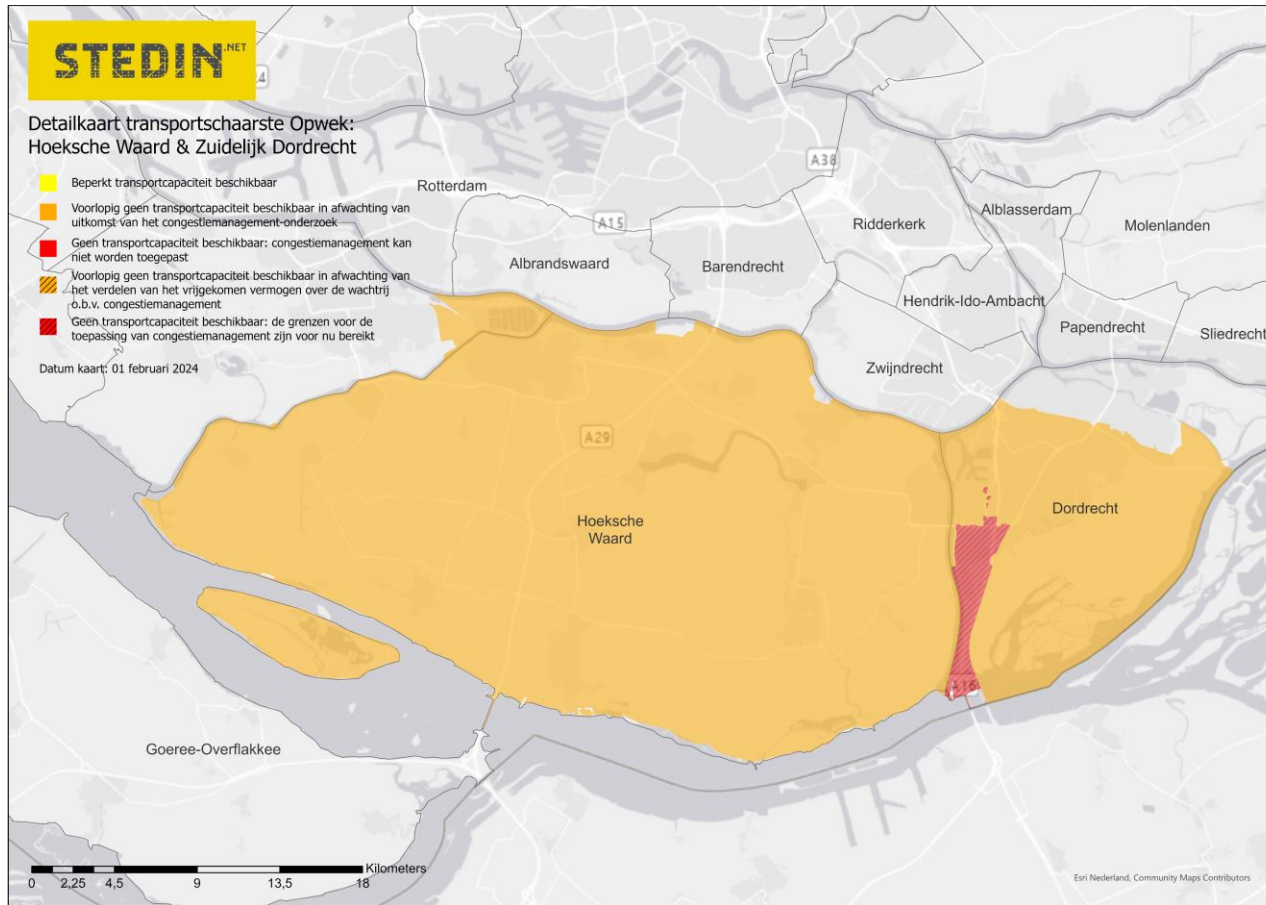 STEDIN.NET
24
Detailkaart transportschaarste Opwek:
Hoeksche Waard & Zuidelijk Dordrecht
Beperkt transportcapaciteit beschikbaar
Voorlopig geen transportcapaciteit beschikbaar in afwachting van
uitkomst van het congestiemanagement-onderzoek
Geen transportcapaciteit beschikbaar: congestiemanagement kan
niet worden toegepast
Voorlopig geen transportcapaciteit beschikbaar in afwachting van
het verdelen van het vrijgekomen vermogen over de wachtrij
o.b.v. congestiemanagement
Geen transportcapaciteit beschikbaar: de grenzen voor de
toepassing van congestiemanagement zijn voor nu bereikt
Datum kaart: 01 februari 2024
A38
Rotterdam
A15
Ridderkerk
Alblasserdam
Molenlanden
Albrandswaard
Barendrecht
Hendrik-Ido-Ambacht
Papendrecht
Sliedrecht
Zwijndrecht
A29
Hoeksche
Waard
Dordrecht
A16
Goeree-Overflakkee
Kilometers
0 2,25 4,5 9 13,5 18
Esri Nederland, Community Maps Contributors